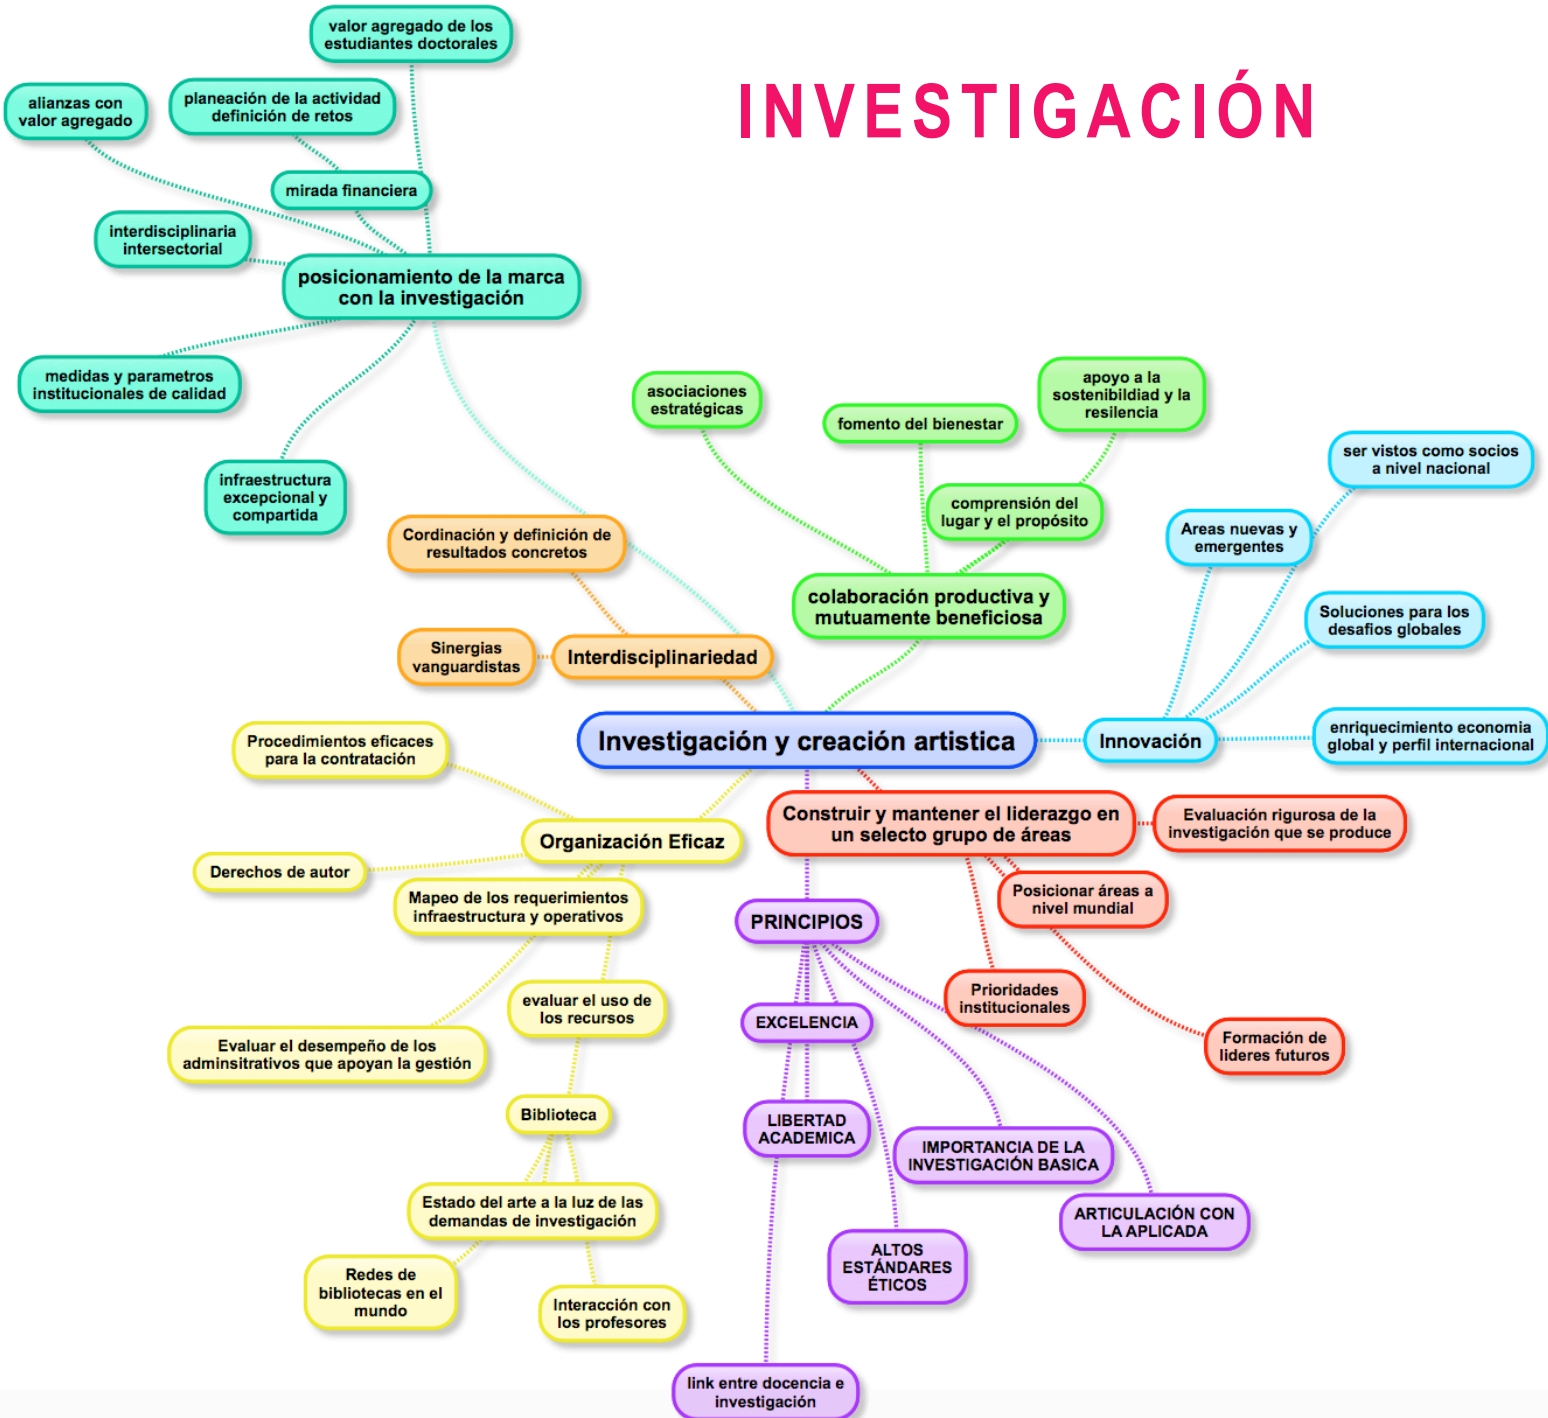 INVESTIGACIÓN
valor agregado de los
estudiantes doctorales
alianzas con
valor agregado
planeación de la actividad
definición de retos
mirada financiera
interdisciplinaria
intersectorial
posicionamiento de la marca
con la investigación
medidas y parametros
institucionales de calidad
infraestructura
excepcional y
compartida
asociaciones
estratégicas
fomento del bienestar
apoyo a la
sostenibildiad y la
resilencia
comprensión del
lugar y el propósito
colaboración productiva y
mutuamente beneficiosa
ser vistos como socios
a nivel nacional
Areas nuevas y
emergentes
Soluciones para los
desafios globales
enriquecimiento economia
global y perfil internacional
Innovación
Cordinación y definición de
resultados concretos
Sinergias
vanguardistas
Interdisciplinariedad
Investigación y creación artistica
Procedimientos eficaces
para la contratación
Organización Eficaz
Derechos de autor
Mapeo de los requerimientos
infraestructura y operativos
evaluar el uso de
los recursos
Evaluar el desempeño de los
adminsitrativos que apoyan la gestión
Biblioteca
Estado del arte a la luz de las
demandas de investigación
Redes de
bibliotecas en el
mundo
Interacción con
los profesores
Construir y mantener el liderazgo en
un selecto grupo de áreas
Evaluación rigurosa de la
investigación que se produce
Posicionar áreas a
nivel mundial
Prioridades
institucionales
Formación de
lideres futuros
PRINCIPIOS
EXCELENCIA
LIBERTAD
ACADEMICA
IMPORTANCIA DE LA
INVESTIGACIÓN BASICA
ARTICULACIÓN CON
LA APLICADA
ALTOS
ESTÁNDARES
ÉTICOS
link entre docencia e
investigación